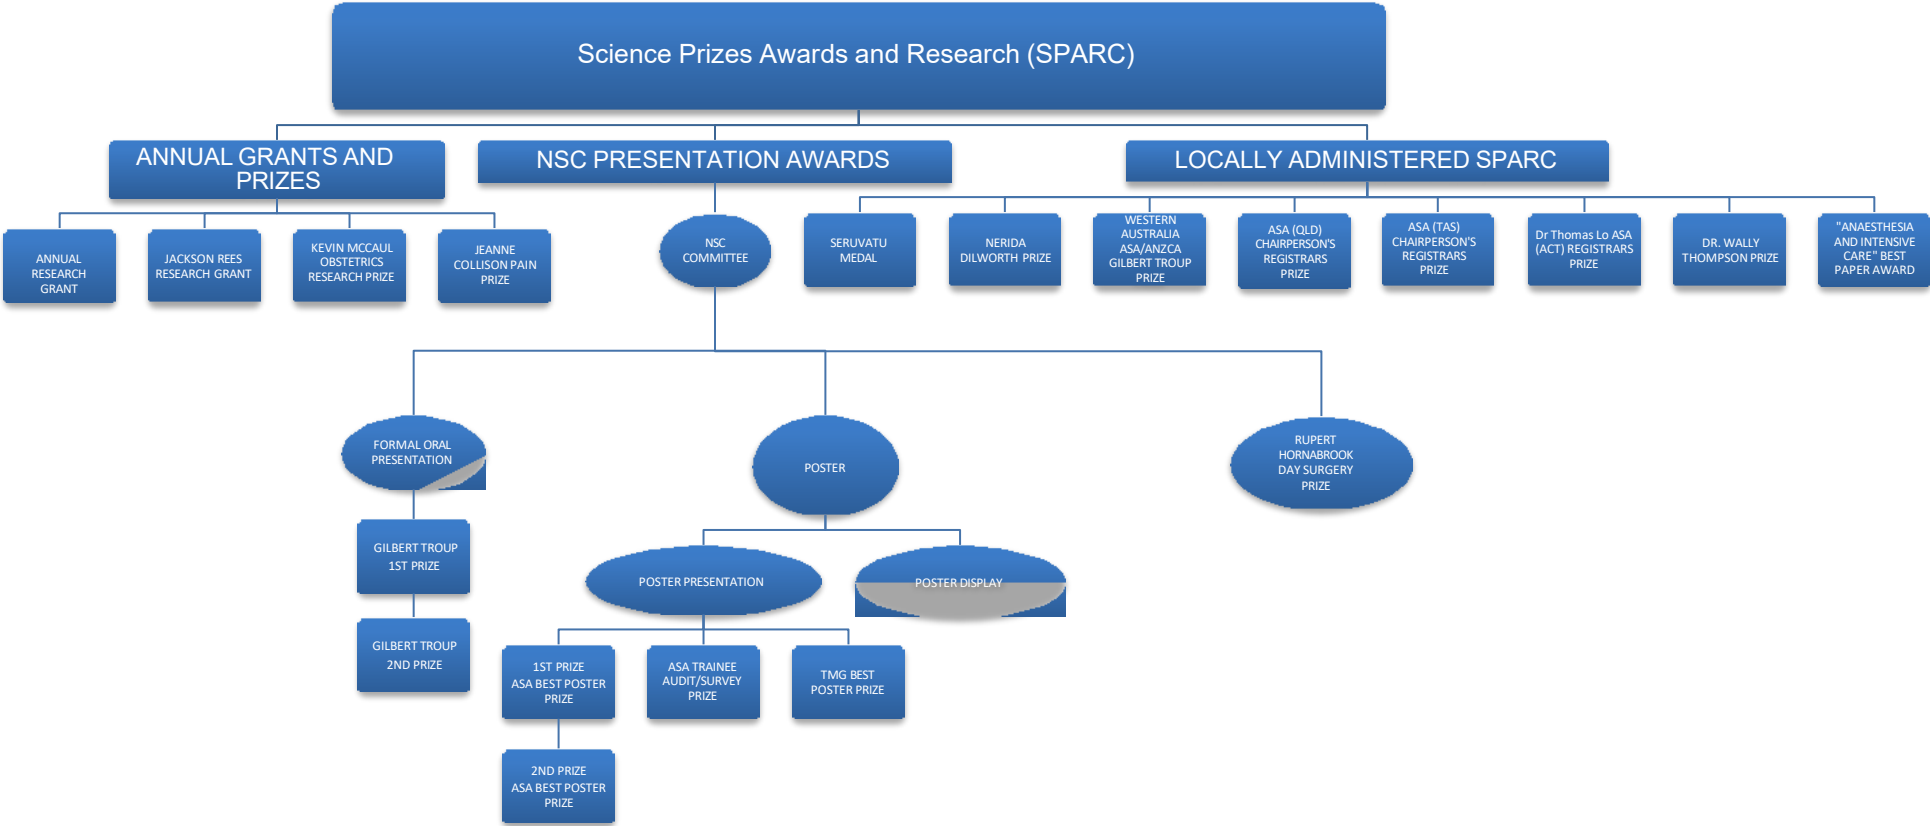 Science Prizes Awards and Research (SPARC)
ANNUAL GRANTS AND
PRIZES
NSC PRESENTATION AWARDS
LOCALLY ADMINISTERED SPARC
ANNUAL
RESEARCH
GRANT
JACKSON REES
RESEARCH GRANT
KEVIN MCCAUL
OBSTETRICS
RESEARCH PRIZE
JEANNE
COLLISON PAIN
PRIZE
NSC
COMMITTEE
SERUVATU
MEDAL
NERIDA
DILWORTH PRIZE
WESTERN
AUSTRALIA
ASA/ANZCA
GILBERT TROUP
PRIZE
ASA (QLD)
CHAIRPERSON'S
REGISTRARS
PRIZE
ASA (TAS)
CHAIRPERSON'S
REGISTRARS
PRIZE
Dr Thomas Lo ASA
(ACT) REGISTRARS
PRIZE
DR. WALLY
THOMPSON PRIZE
"ANAESTHESIA
AND INTENSIVE
CARE" BEST
PAPER AWARD
FORMAL ORAL
PRESENTATION
POSTER
RUPERT
HORNABROOK
DAY SURGERY
PRIZE
GILBERT TROUP
1ST PRIZE
GILBERT TROUP
2ND PRIZE
POSTER PRESENTATION
POSTER DISPLAY
1ST PRIZE
ASA BEST POSTER
PRIZE
ASA TRAINEE
AUDIT/SURVEY
PRIZE
TMG BEST
POSTER PRIZE
2ND PRIZE
ASA BEST POSTER
PRIZE